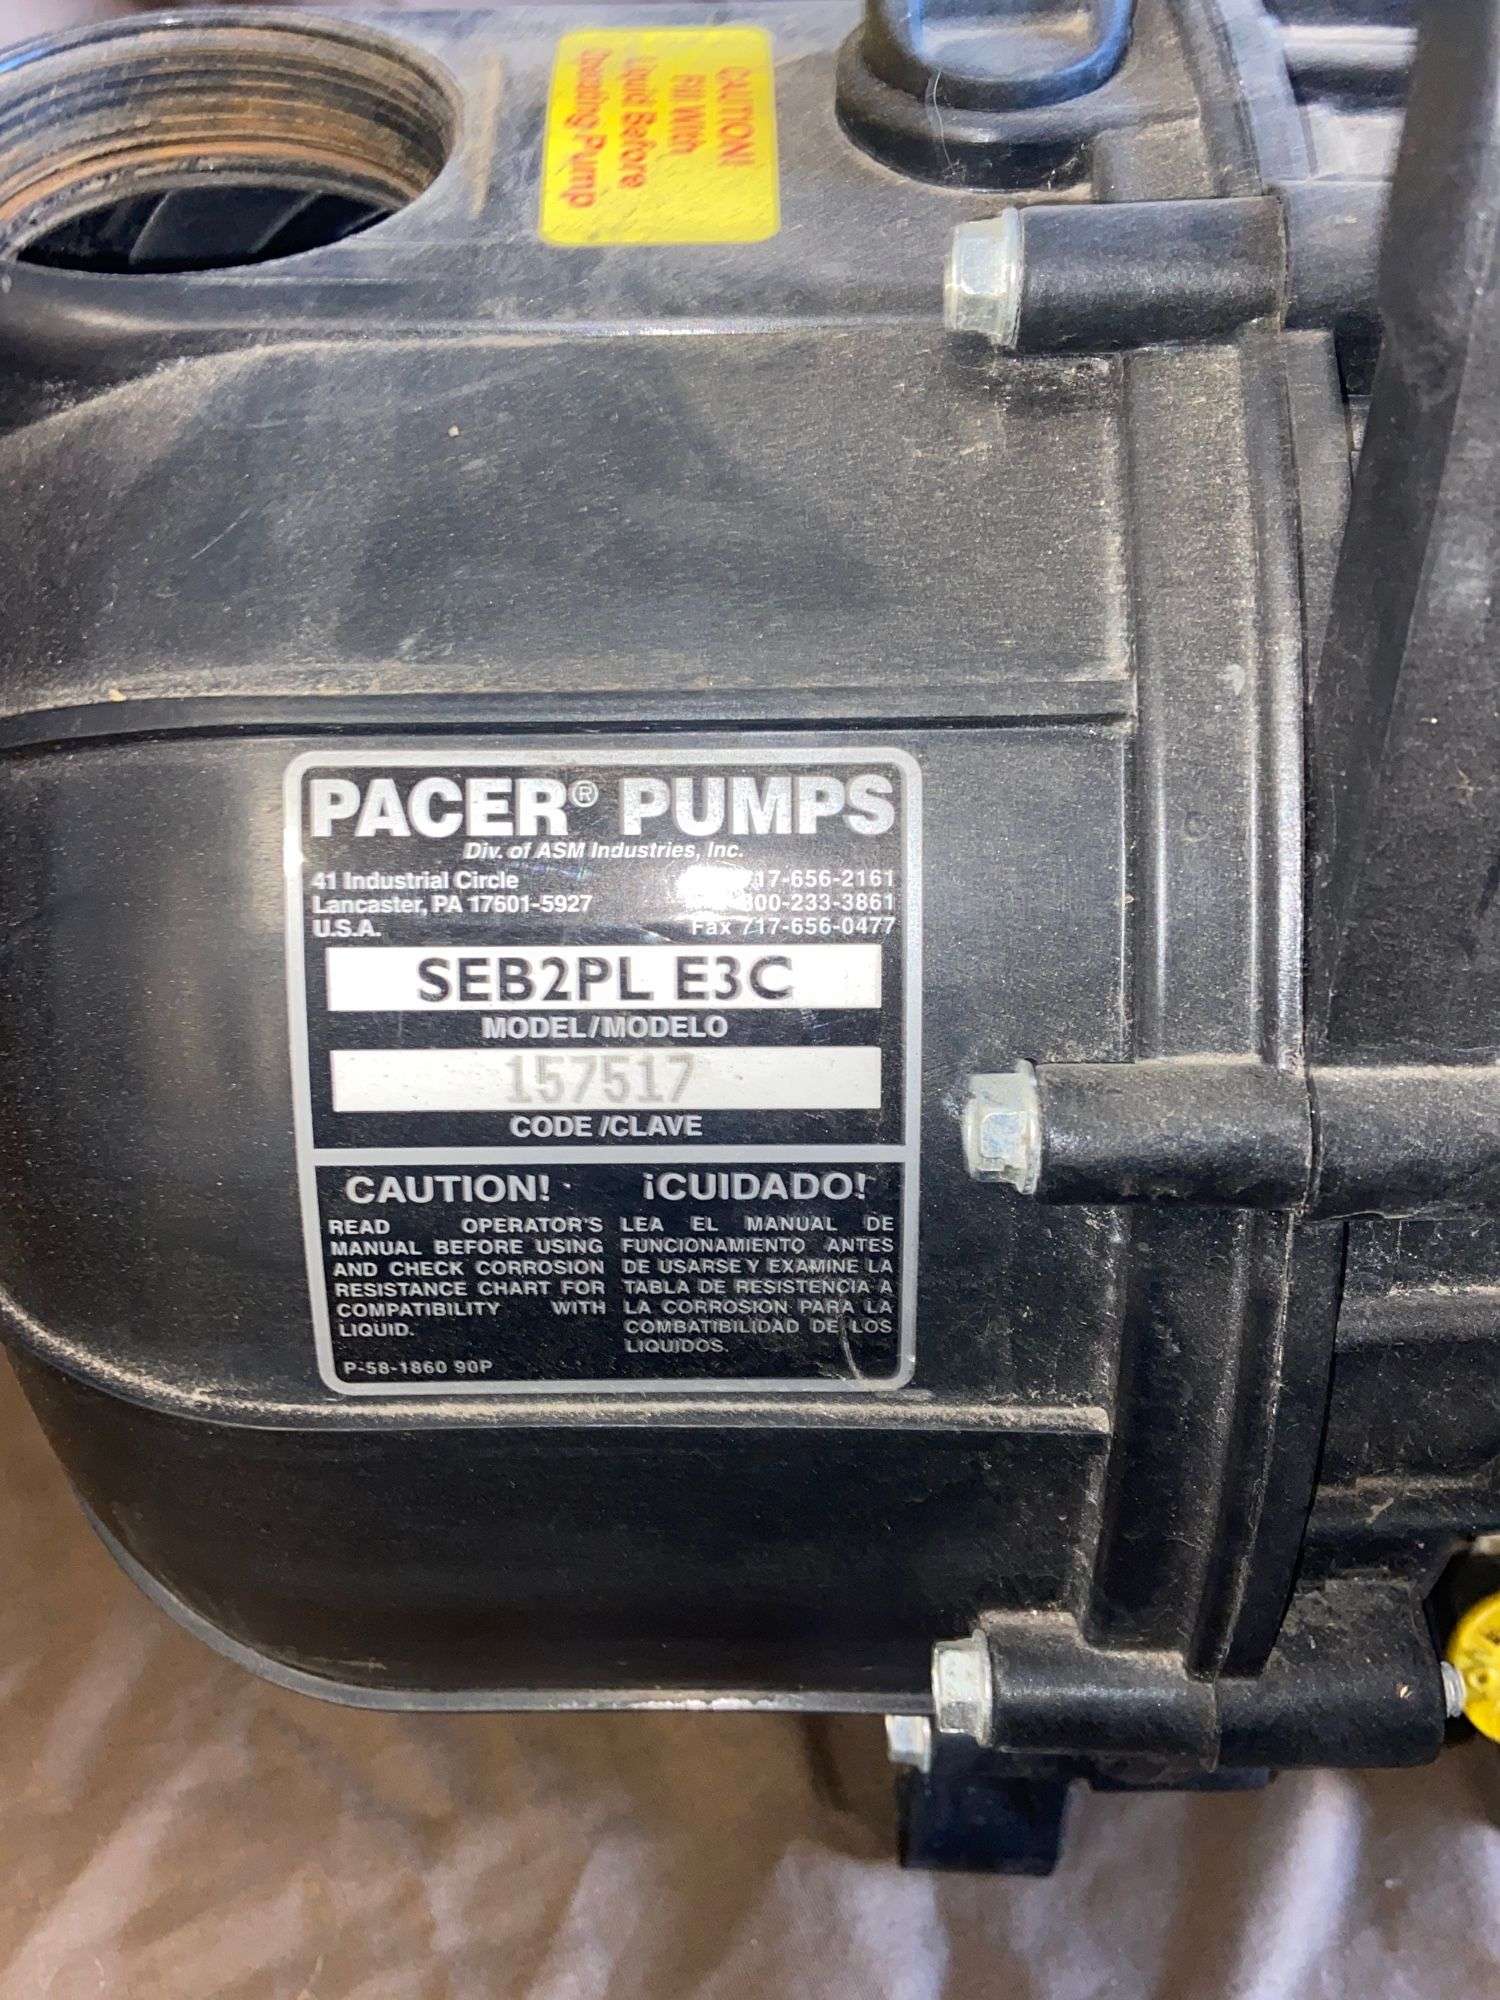 CAUTION!
Fill With
Liquid Before
Operating Pump
PACER® PUMPS
Div. of ASM Industries, Inc.
41 Industrial Circle
Lancaster, PA 17601-5927
U.S.A.
717-656-2161
800-233-3861
Fax 717-656-0477
SEB2PL E3C
MODEL/MODELO
157517
CODE /CLAVE
CAUTION!
READ OPERATOR'S
MANUAL BEFORE USING
AND CHECK CORROSION
RESISTANCE CHART FOR
COMPATIBILITY WITH
LIQUID.
P-58-1860 90P
¡CUIDADO!
LEA EL MANUAL DE
FUNCIONAMIENTO ANTES
DE USARSE Y EXAMINE LA
TABLA DE RESISTENCIA A
LA CORROSION PARA LA
COMBATIBILIDAD DE LOS
LIQUIDOS.